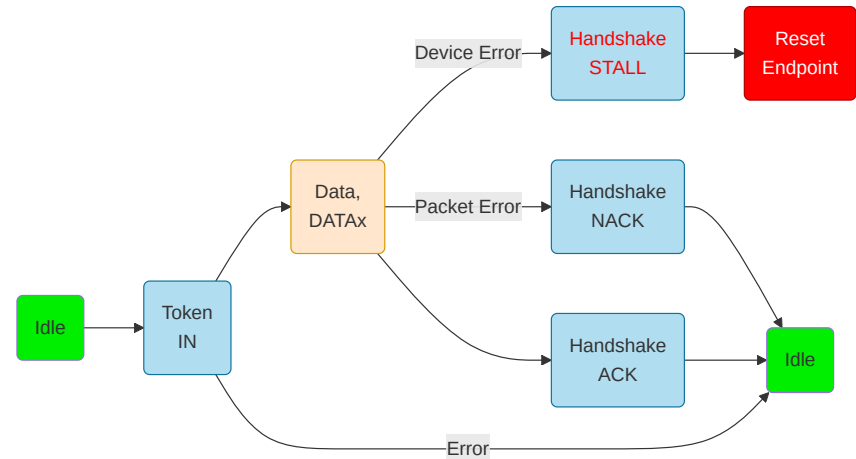 Idle
Token
IN
Data,
DATAx
Device Error
Handshake
STALL
Reset
Endpoint
Packet Error
Handshake
NACK
Handshake
ACK
Idle
Error